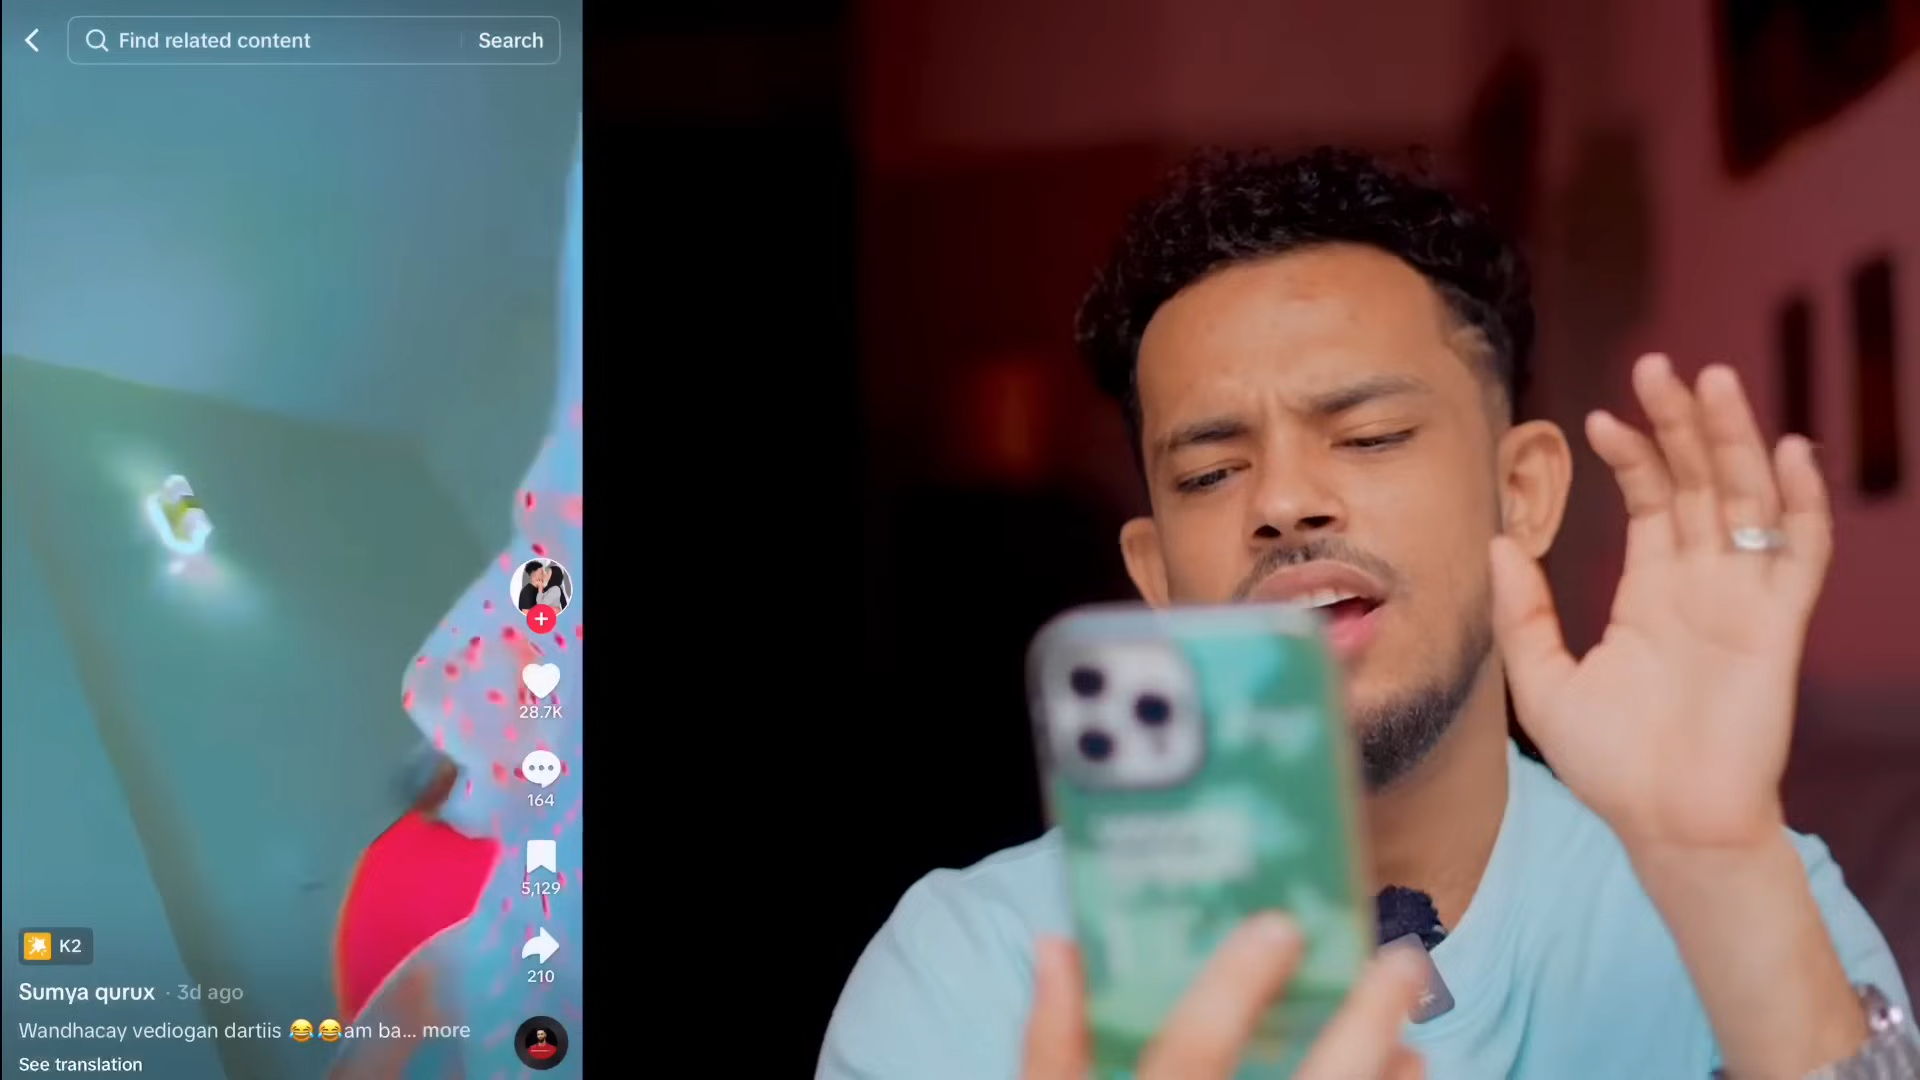 Find related content Search
28.7K
164
5,129
210
K2
Sumya qurux · 3d ago
Wandhacay vediogan dartiis 😂😂am ba... more
See translation